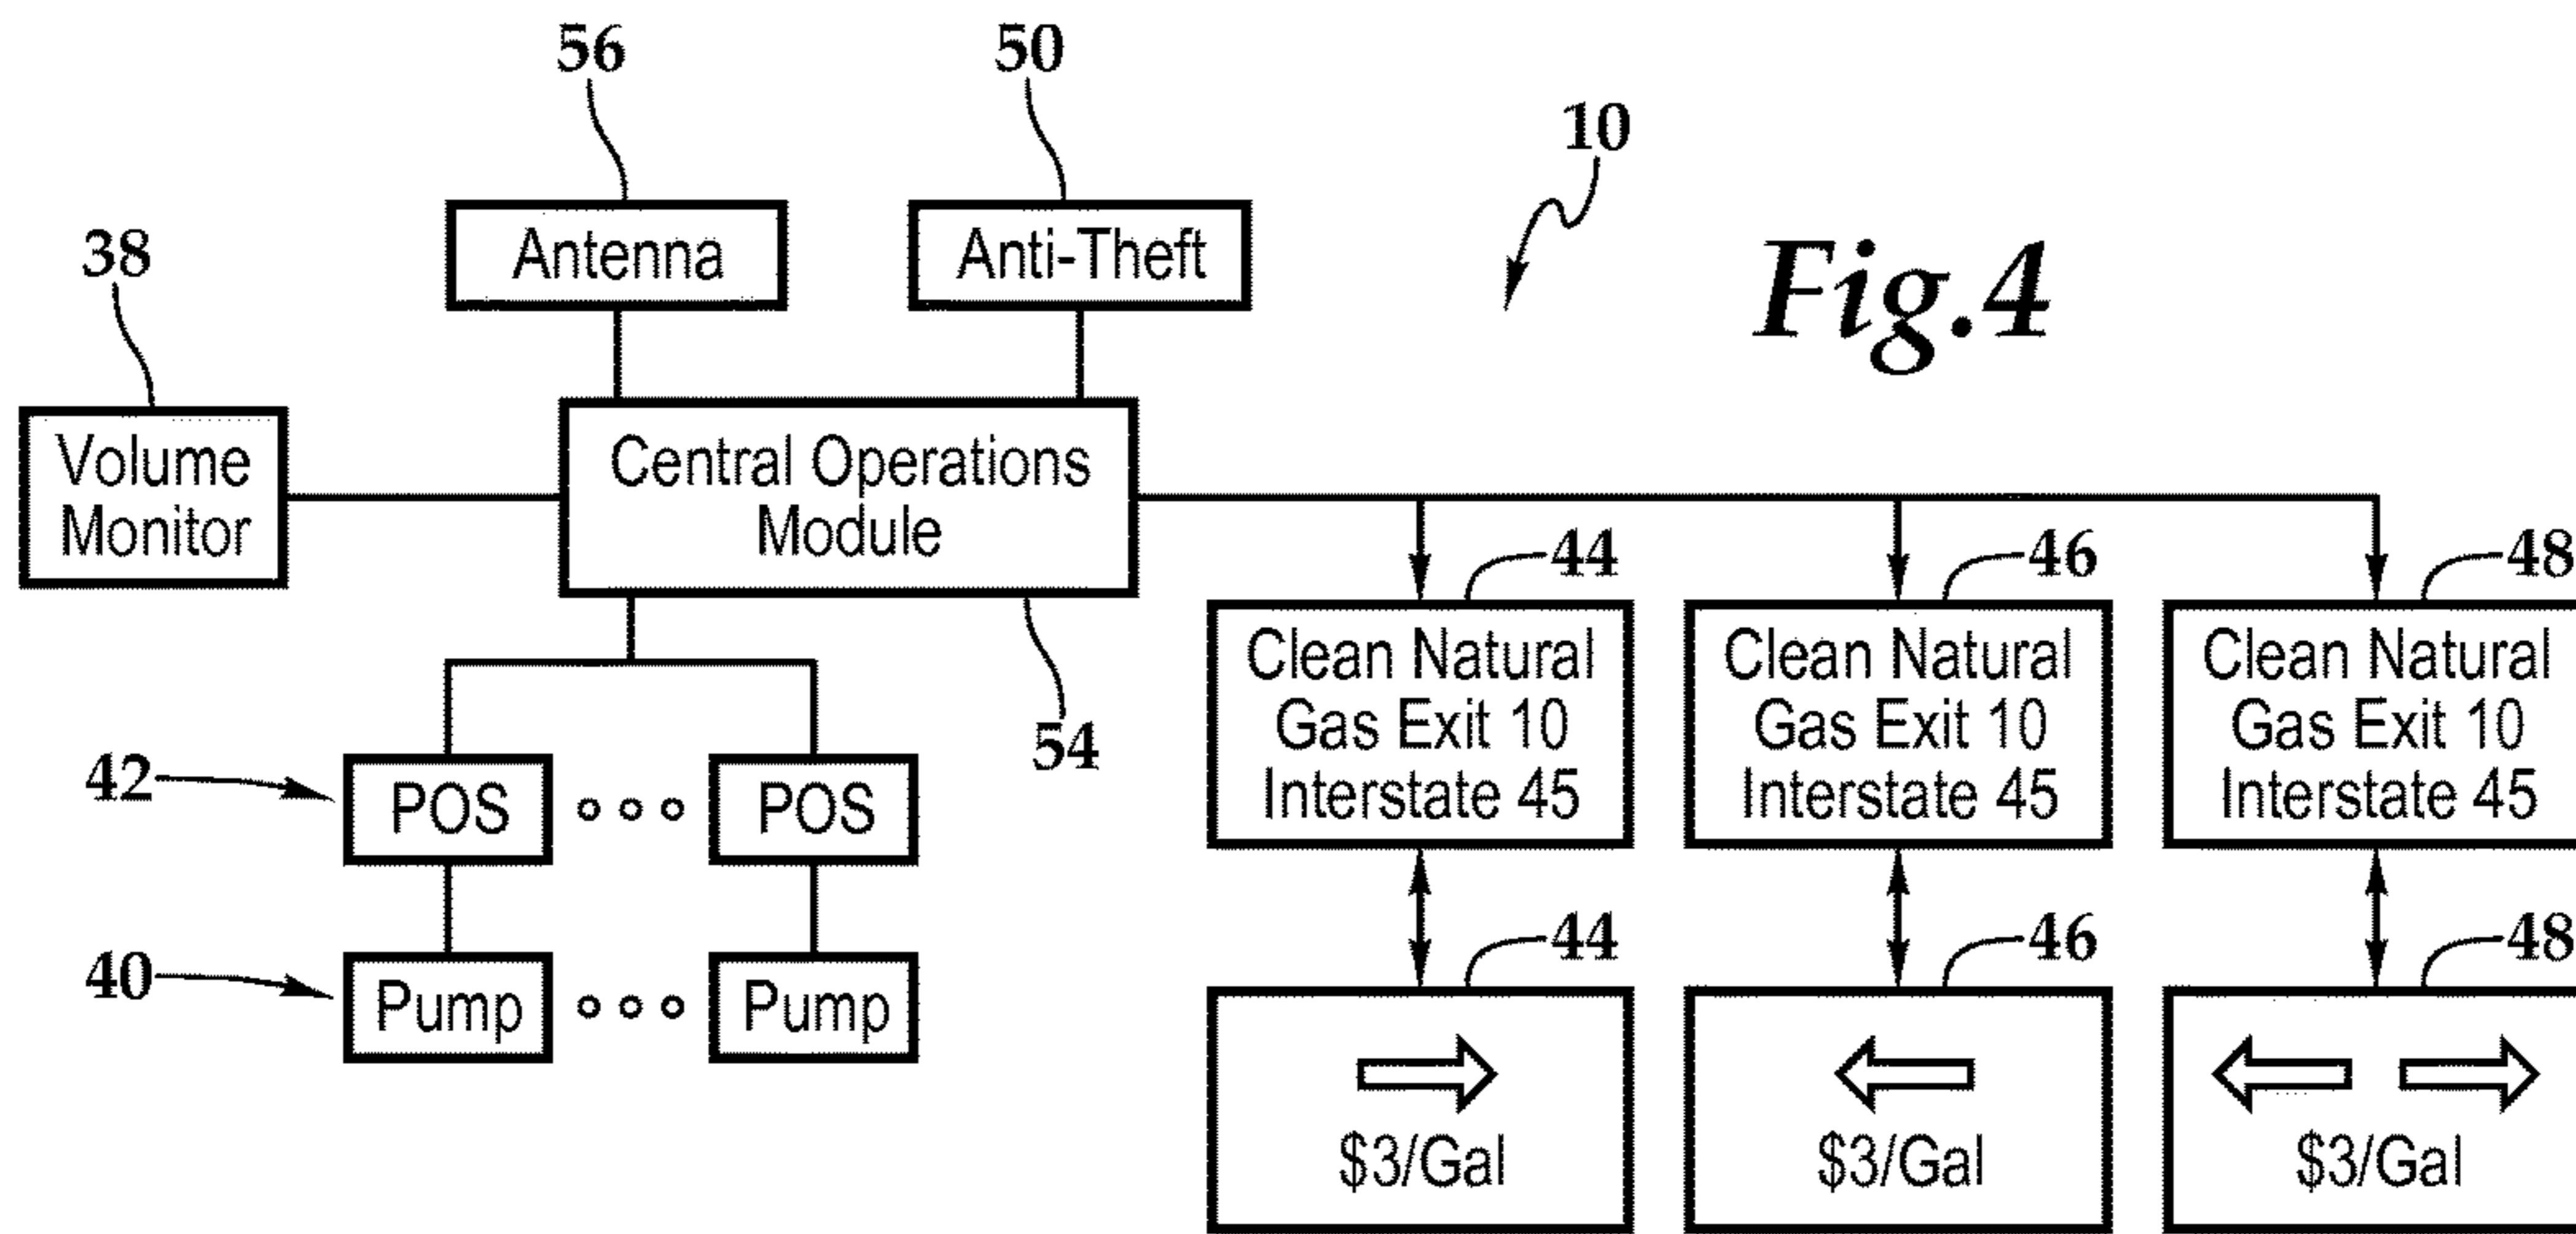 56
50
10
Fig.4
38
Antenna
Anti-Theft
Volume
Monitor
Central Operations
Module
54
44
46
48
Clean Natural
Gas Exit 10
Interstate 45
Clean Natural
Gas Exit 10
Interstate 45
Clean Natural
Gas Exit 10
Interstate 45
42
POS
POS
40
Pump
Pump
44
46
48
$3/Gal
$3/Gal
$3/Gal